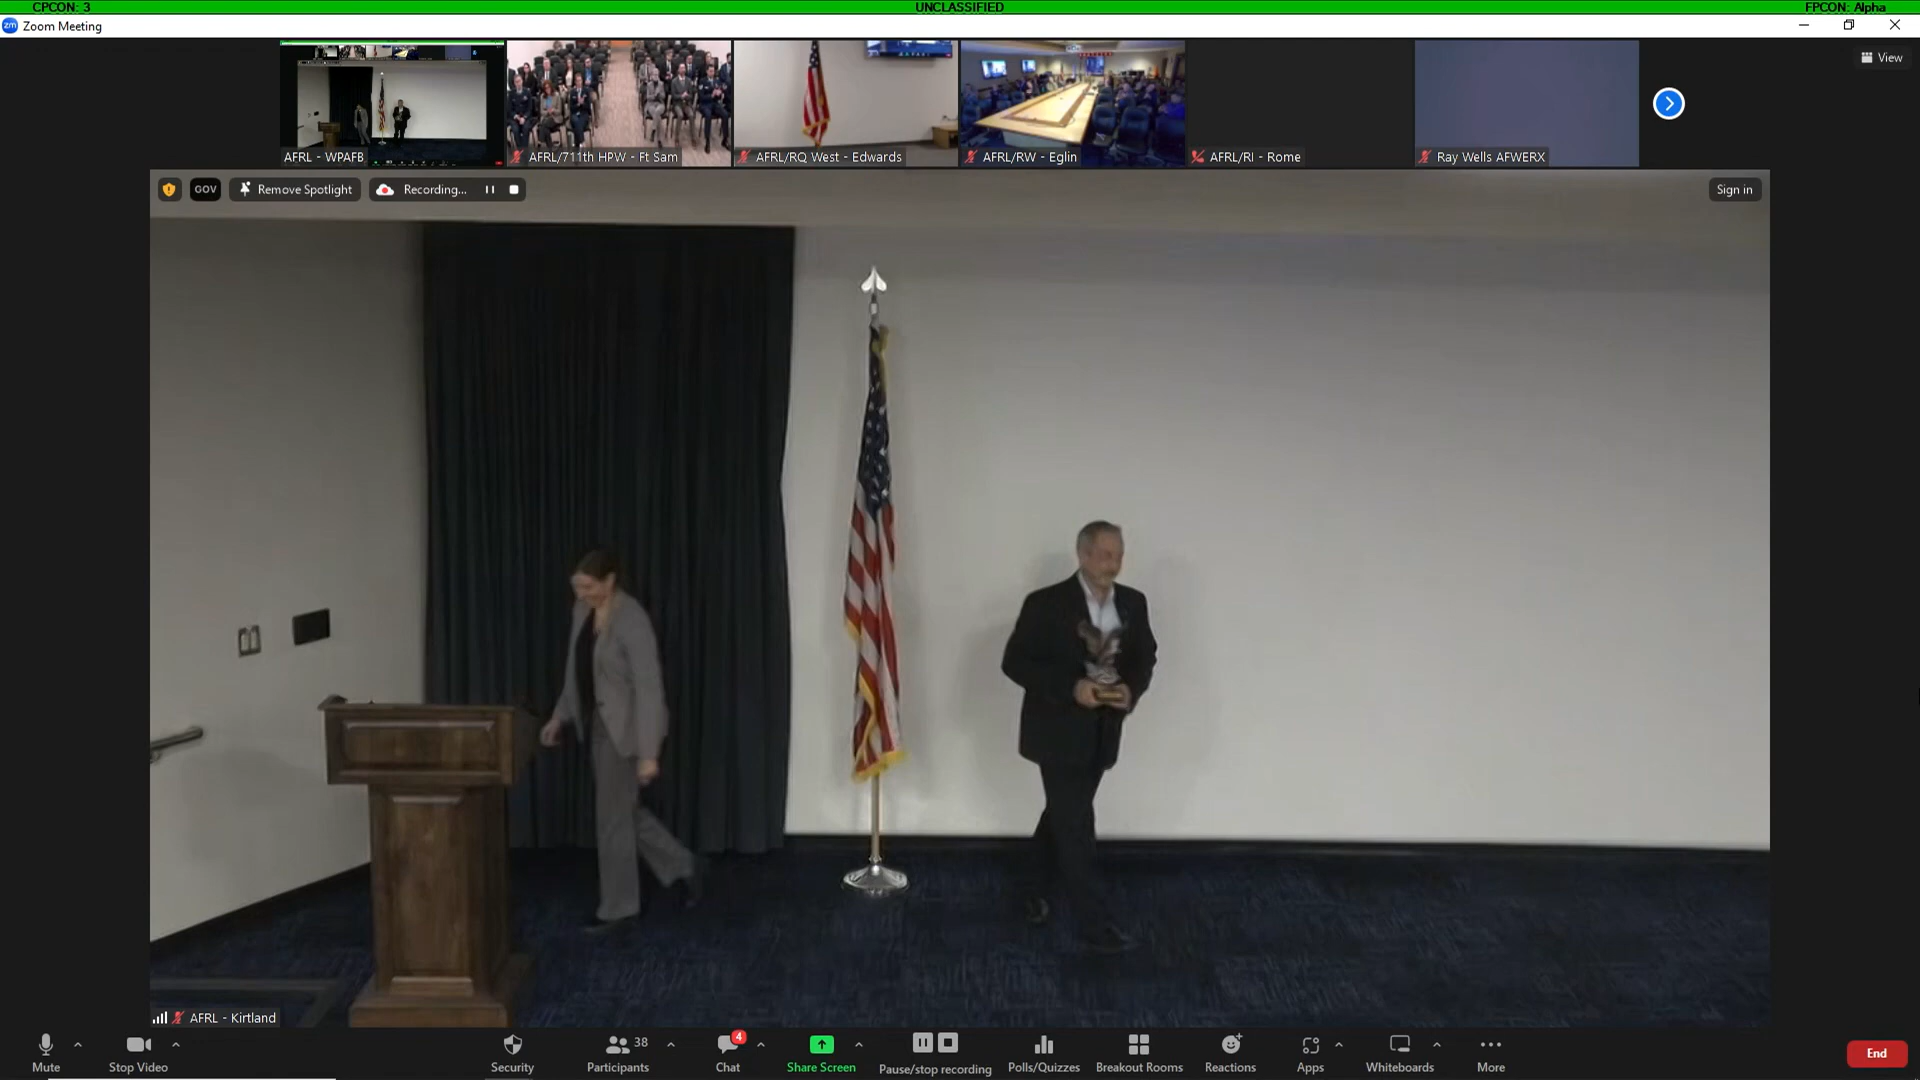 CPCON: 3
UNCLASSIFIED
FPCON: Alpha
zm Zoom Meeting
View
AFRL - WPAFB
AFRL/711th HPW - Ft Sam
AFRL/RQ West - Edwards
AFRL/RW - Eglin
AFRL/RI - Rome
Ray Wells AFWERX
GOV
Remove Spotlight
Recording...
Sign in
AFRL - Kirtland
38
4
Mute
Stop Video
Security
Participants
Chat
Share Screen
Pause/stop recording
Polls/Quizzes
Breakout Rooms
Reactions
Apps
Whiteboards
More
End